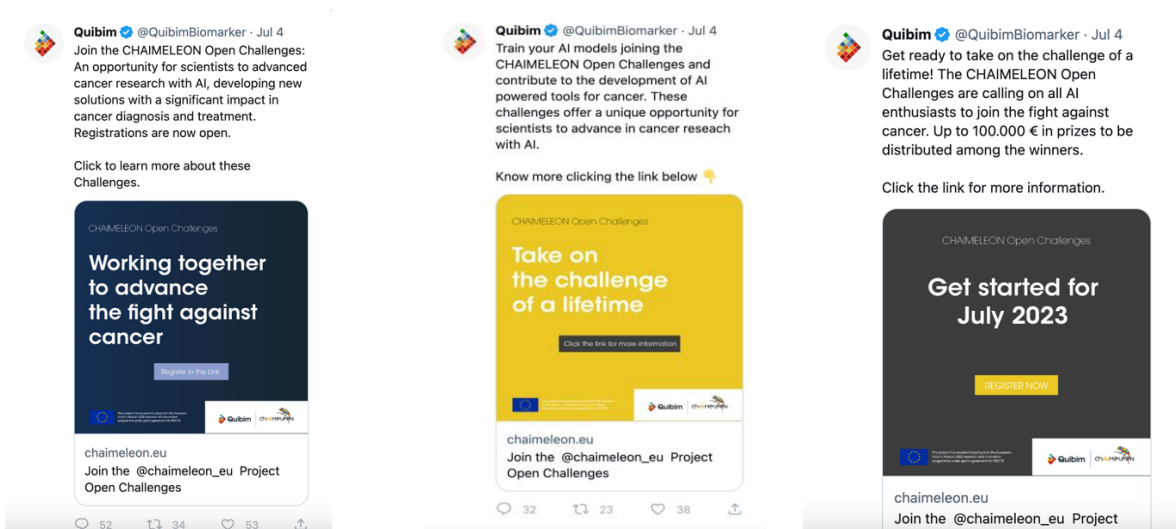 Quibim @QuibimBiomarker · Jul 4
Join the CHAIMELEON Open Challenges:
An opportunity for scientists to advanced
cancer research with AI, developing new
solutions with a significant impact in
cancer diagnosis and treatment.
Registrations are now open.
Click to learn more about these
Challenges.
CHAIMELEON Open Challenges
Working together
to advance
the fight against
cancer
Register in the Link
Quibim
CHAIMELEON
chaimeleon.eu
Join the @chaimeleon_eu Project
Open Challenges
52 34 53
Quibim @QuibimBiomarker · Jul 4
Train your AI models joining the
CHAIMELEON Open Challenges and
contribute to the development of AI
powered tools for cancer. These
challenges offer a unique opportunity for
scientists to advance in cancer reseach
with AI.
Know more clicking the link below 👇
CHAIMELEON Open Challenges
Take on
the challenge
of a lifetime
Click the link for more information
Quibim
CHAIMELEON
chaimeleon.eu
Join the @chaimeleon_eu Project
Open Challenges
32 23 38
Quibim @QuibimBiomarker · Jul 4
Get ready to take on the challenge of a
lifetime! The CHAIMELEON Open
Challenges are calling on all AI
enthusiasts to join the fight against
cancer. Up to 100.000 € in prizes to be
distributed among the winners.
Click the link for more information.
CHAIMELEON Open Challenges
Get started for
July 2023
REGISTER NOW
Quibim
CHAIMELEON
chaimeleon.eu
Join the @chaimeleon_eu Project